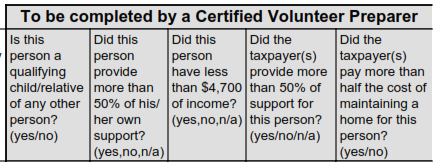 To be completed by a Certified Volunteer Preparer
Is this
person a
qualifying
child/relative
of any other
person?
(yes/no)
Did this
person
provide
more than
50% of his/
her own
support?
(yes,no,n/a)
Did this
person
have less
than $4,700
of income?
(yes,no,n/a)
Did the
taxpayer(s)
provide more
than 50% of
support for
this person?
(yes/no/n/a)
Did the
taxpayer(s)
pay more than
half the cost of
maintaining a
home for this
person?
(yes/no)